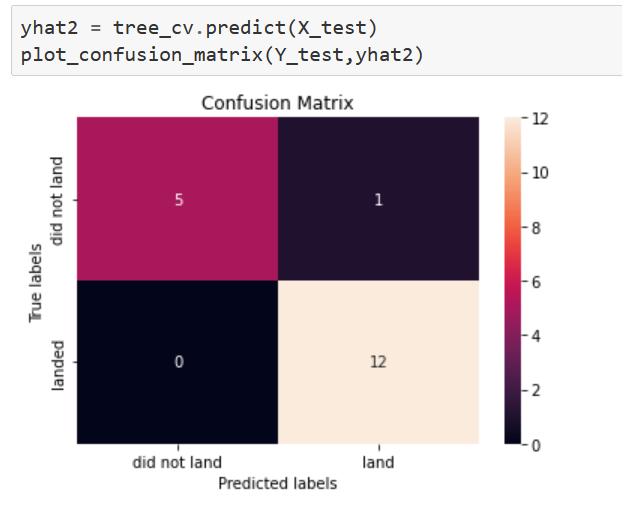 yhat2 = tree_cv.predict(X_test)
plot_confusion_matrix(Y_test,yhat2)
Confusion Matrix
True labels
did not land
landed
5
1
0
12
12
10
8
6
4
2
0
did not land
land
Predicted labels